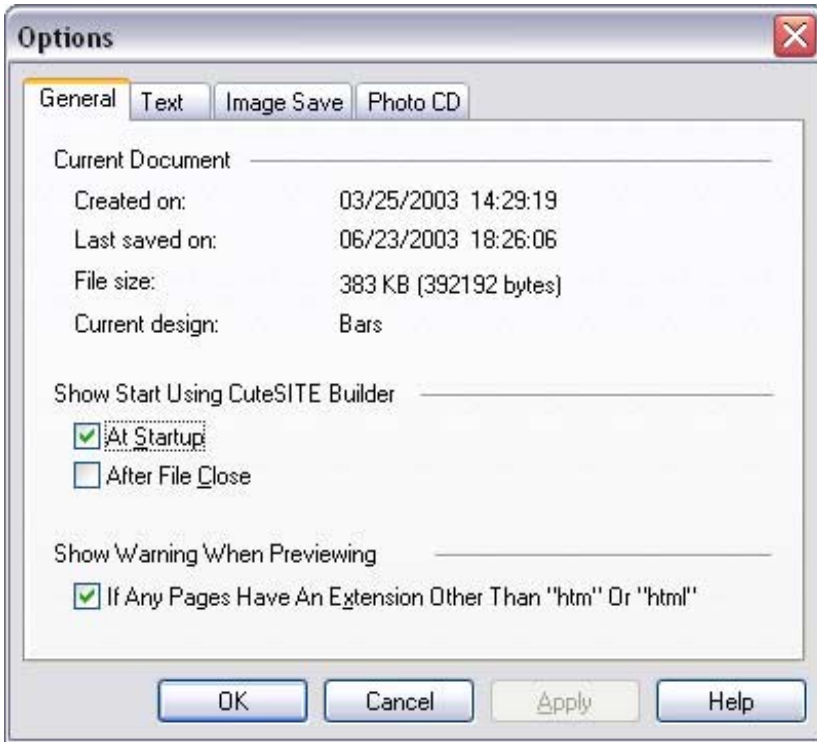 Options
General Text Image Save Photo CD
Current Document
Created on: 03/25/2003 14:29:19
Last saved on: 06/23/2003 18:26:06
File size: 383 KB (392192 bytes)
Current design: Bars
Show Start Using CuteSITE Builder
At Startup
After File Close
Show Warning When Previewing
If Any Pages Have An Extension Other Than "htm" Or "html"
OK Cancel Apply Help